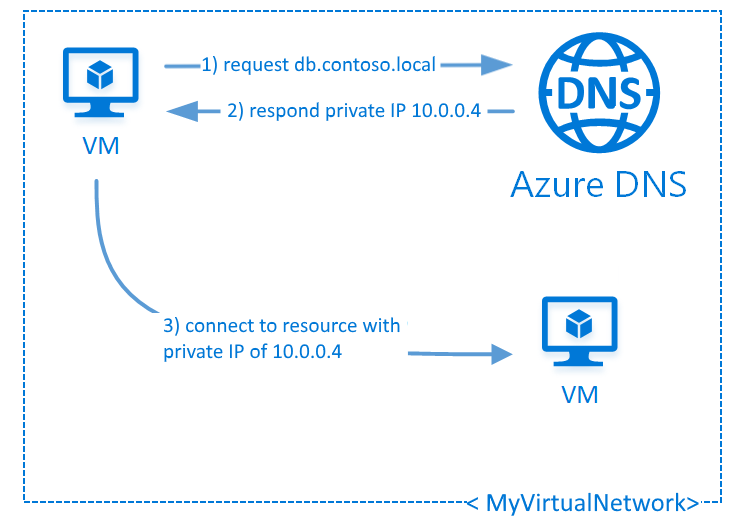 1) request db.contoso.local
DNS
2) respond private IP 10.0.0.4
VM
Azure DNS
3) connect to resource with
private IP of 10.0.0.4
VM
< MyVirtualNetwork>